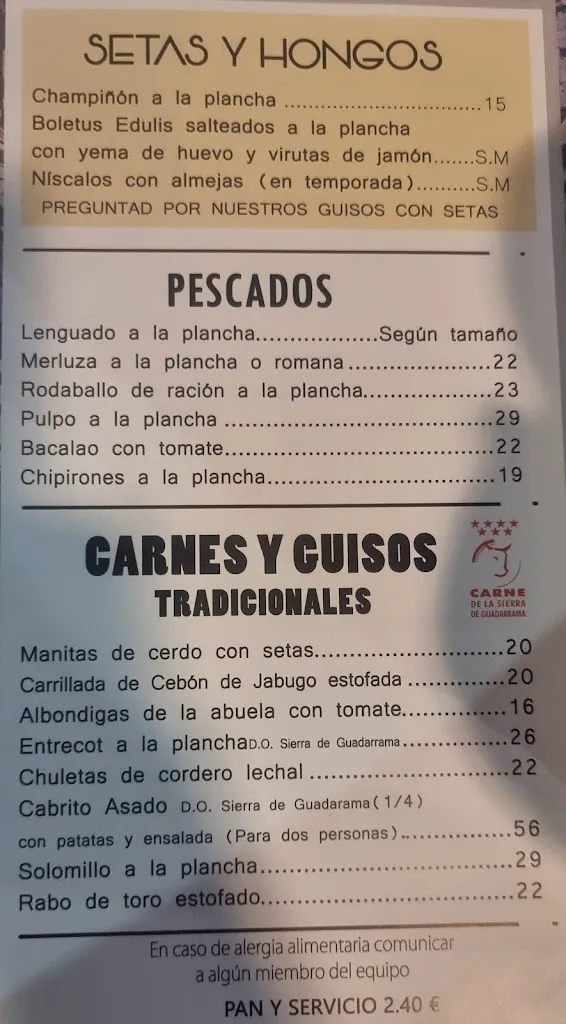 SETAS Y HONGOS
Champiñón a la plancha ................................15
Boletus Edulis salteados a la plancha
con yema de huevo y virutas de jamón.......S.M
Níscalos con almejas (en temporada)..........S.M
PREGUNTAD POR NUESTROS GUISOS CON SETAS
PESCADOS
Lenguado a la plancha...................Según tamaño
Merluza a la plancha o romana ......................22
Rodaballo de ración a la plancha....................23
Pulpo a la plancha ..........................................29
Bacalao con tomate.........................................22
Chipirones a la plancha...................................19
CARNES Y GUISOS
TRADICIONALES
CARNE
DE LA SIERRA
DE GUADARRAMA
Manitas de cerdo con setas............................20
Carrillada de Cebón de Jabugo estofada ..............20
Albondigas de la abuela con tomate................16
Entrecot a la plancha D.O. Sierra de Guadarrama................26
Chuletas de cordero lechal ..............................22
Cabrito Asado D.O. Sierra de Guadarama(1/4)
con patatas y ensalada (Para dos personas)................56
Solomillo a la plancha......................................29
Rabo de toro estofado......................................22
En caso de alergia alimentaria comunicar
a algún miembro del equipo
PAN Y SERVICIO 2.40 €